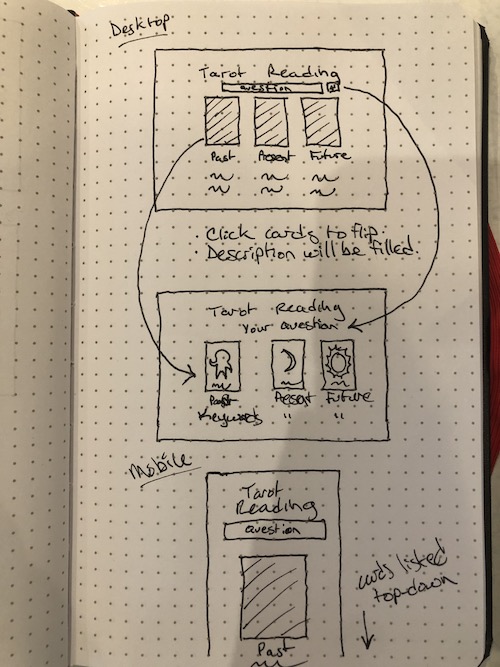 Desktop
Tarot Reading
question
Past Present Future
· Click cards to flip.
· Description will be filled.
Tarot Reading
"Your question"
Past Present Future
Keywords " "
Mobile
Tarot
Reading
question
cards listed
top-down
Past